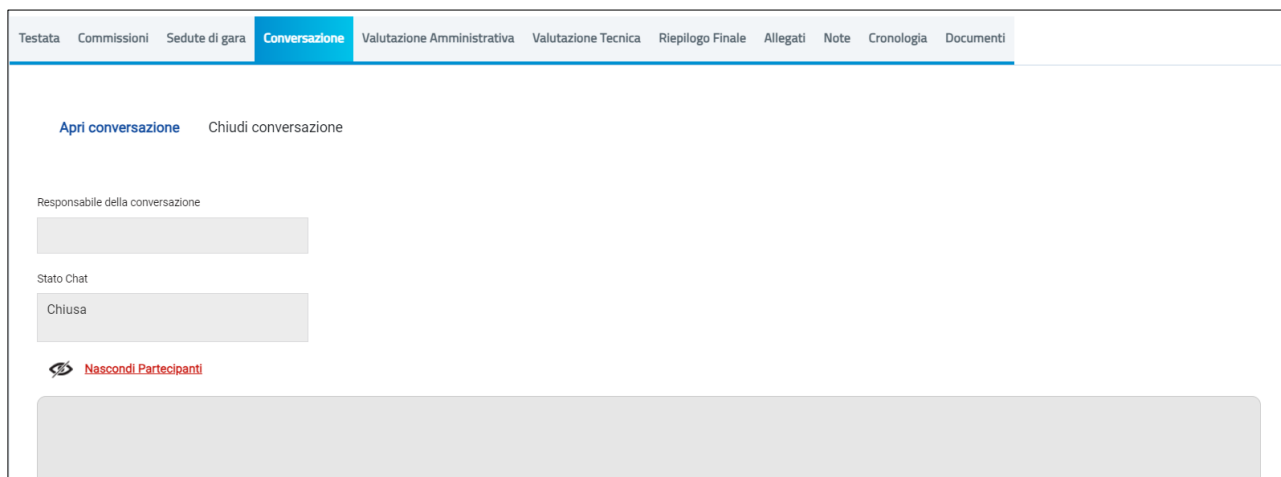 Testata Commissioni Sedute di gara Conversazione Valutazione Amministrativa Valutazione Tecnica Riepilogo Finale Allegati Note Cronologia Documenti
Apri conversazione Chiudi conversazione
Responsabile della conversazione
Stato Chat
Chiusa
Nascondi Partecipanti